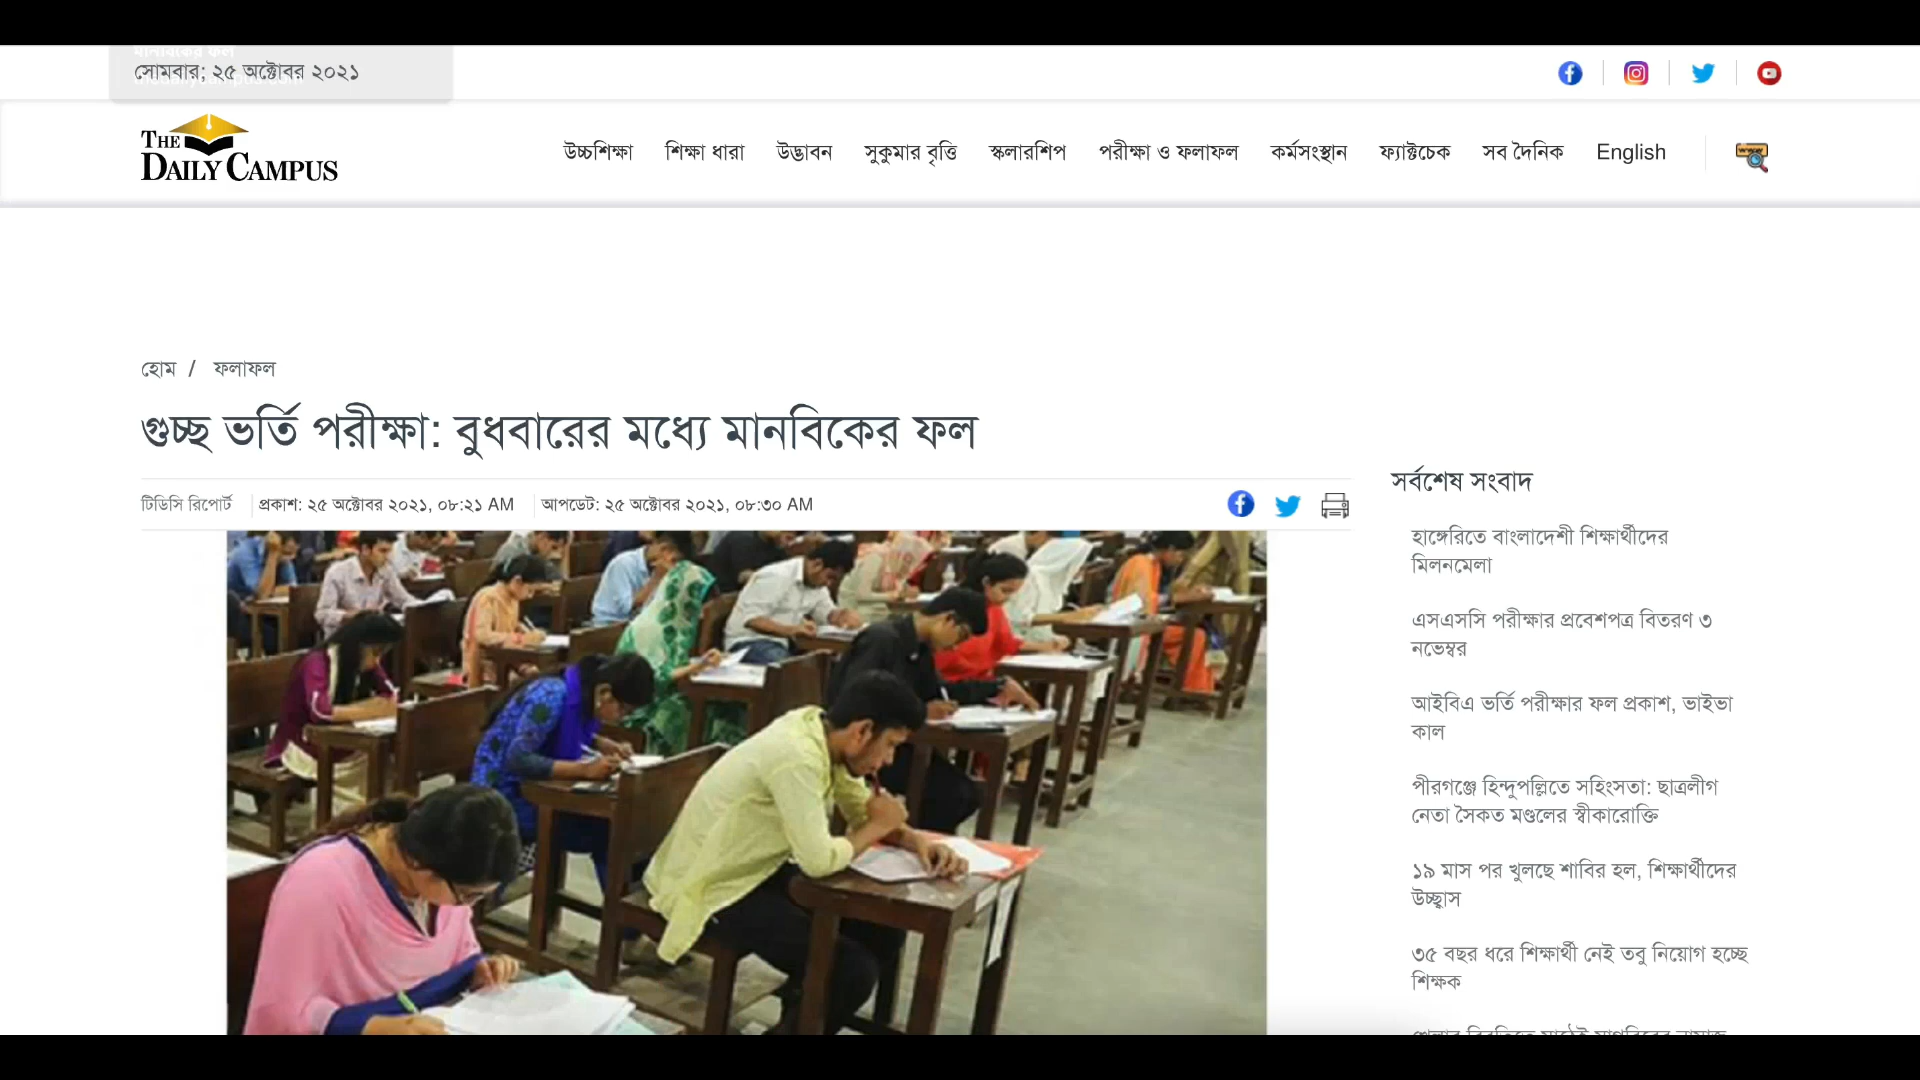 সোমবার; ২৫ অক্টোবর ২০২১
THE
DAILY CAMPUS
উচ্চশিক্ষা শিক্ষা ধারা উদ্ভাবন সুকুমার বৃত্তি স্কলারশিপ পরীক্ষা ও ফলাফল কর্মসংস্থান ফ্যাক্টচেক সব দৈনিক English
হোম / ফলাফল
গুচ্ছ ভর্তি পরীক্ষা: বুধবারের মধ্যে মানবিকের ফল
টিডিসি রিপোর্ট প্রকাশ: ২৫ অক্টোবর ২০২১, ০৮:২১ AM আপডেট: ২৫ অক্টোবর ২০২১, ০৮:৩০ AM
সর্বশেষ সংবাদ
হাঙ্গেরিতে বাংলাদেশী শিক্ষার্থীদের
মিলনমেলা
এসএসসি পরীক্ষার প্রবেশপত্র বিতরণ ৩
নভেম্বর
আইবিএ ভর্তি পরীক্ষার ফল প্রকাশ, ভাইভা
কাল
পীরগঞ্জে হিন্দুপল্লিতে সহিংসতা: ছাত্রলীগ
নেতা সৈকত মণ্ডলের স্বীকারোক্তি
১৯ মাস পর খুলছে শাবির হল, শিক্ষার্থীদের
উচ্ছ্বাস
৩৫ বছর ধরে শিক্ষার্থী নেই তবু নিয়োগ হচ্ছে
শিক্ষক